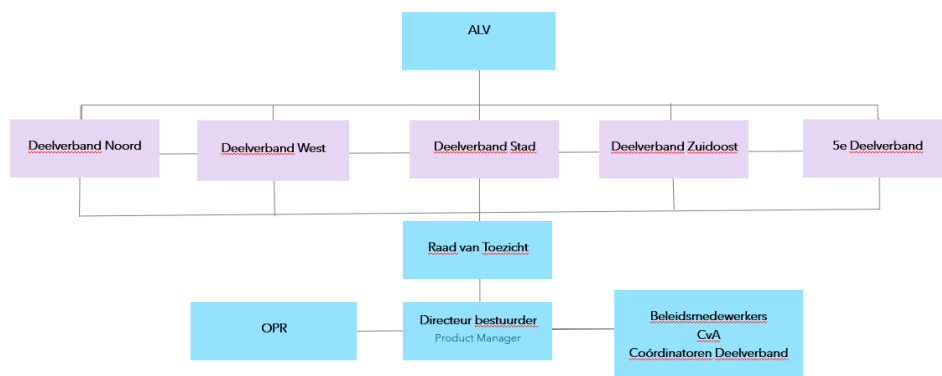 ALV
Deelverband Noord
Deelverband West
Deelverband Stad
Deelverband Zuidoost
5e Deelverband
Raad van Toezicht
OPR
Directeur bestuurder
Product Manager
Beleidsmedewerkers
CvA
Coórdinatoren Deelverband